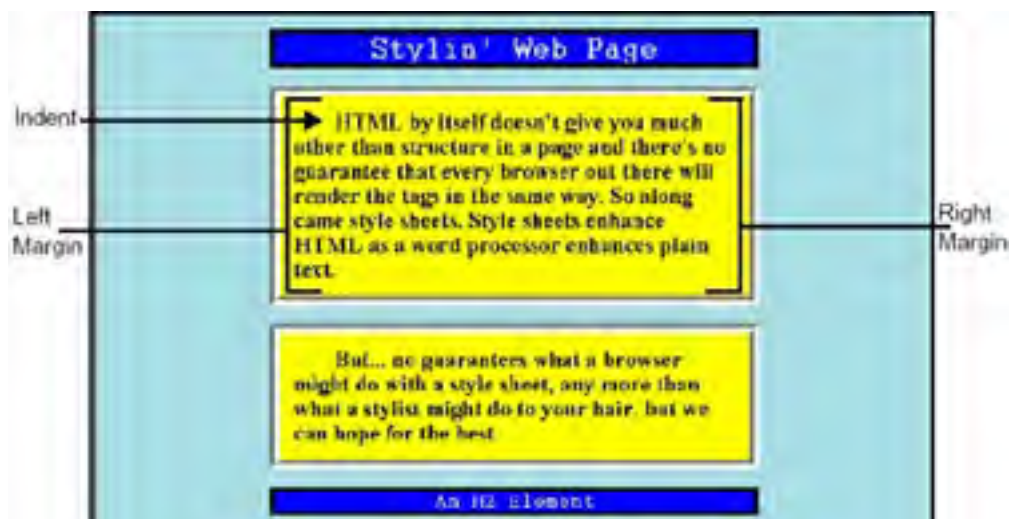 Stylin' Web Page
Indent
HTML by itself doesn't give you much
other than structure in a page and there's no
guarantee that every browser out there will
render the tags in the same way. So along
came style sheets. Style sheets enhance
HTML as a word processor enhances plain
text.
Left
Margin
Right
Margin
But... no guarantees what a browser
might do with a style sheet, any more than
what a stylist might do to your hair, but we
can hope for the best
An H2 Element